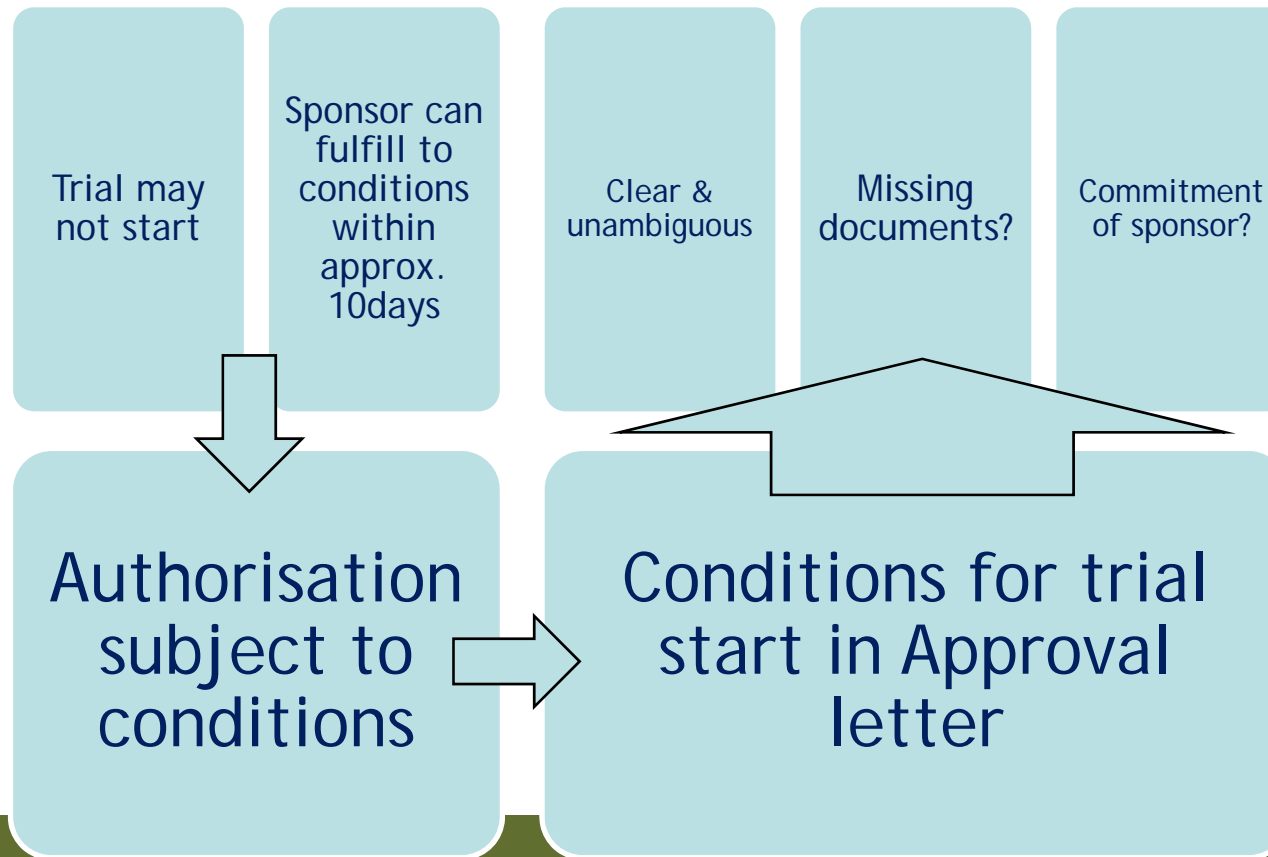 Trial may
not start
Sponsor can
fulfill to
conditions
within
approx.
10days
Clear &
unambiguous
Missing
documents?
Commitment
of sponsor?
Authorisation
subject to
conditions
Conditions for trial
start in Approval
letter